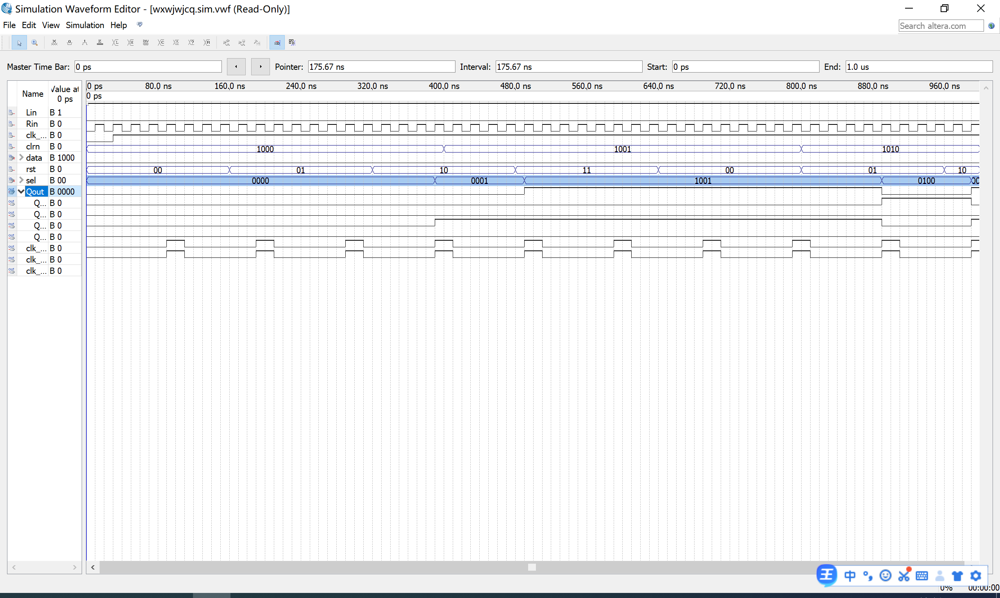 Simulation Waveform Editor - [wxwjwjcq.sim.vwf (Read-Only)]
File Edit View Simulation Help
Search altera.com
Master Time Bar: 0 ps Pointer: 175.67 ns Interval: 175.67 ns Start: 0 ps End: 1.0 us
Name Value at 0 ps
0 ps 80.0 ns 160.0 ns 240.0 ns 320.0 ns 400.0 ns 480.0 ns 560.0 ns 640.0 ns 720.0 ns 800.0 ns 880.0 ns 960.0 ns
0 ps
Lin B 1
Rin B 0
clk_... B 0
clrn B 0
1000 1001 1010
data B 1000
rst B 0
00 01 10 11 00 01 10
sel B 00
0000 0001 1001 0100 00
Qout B 0000
Q... B 0
Q... B 0
Q... B 0
Q... B 0
clk_... B 0
clk_... B 0
clk_... B 0
王 中
0% 00:00:00